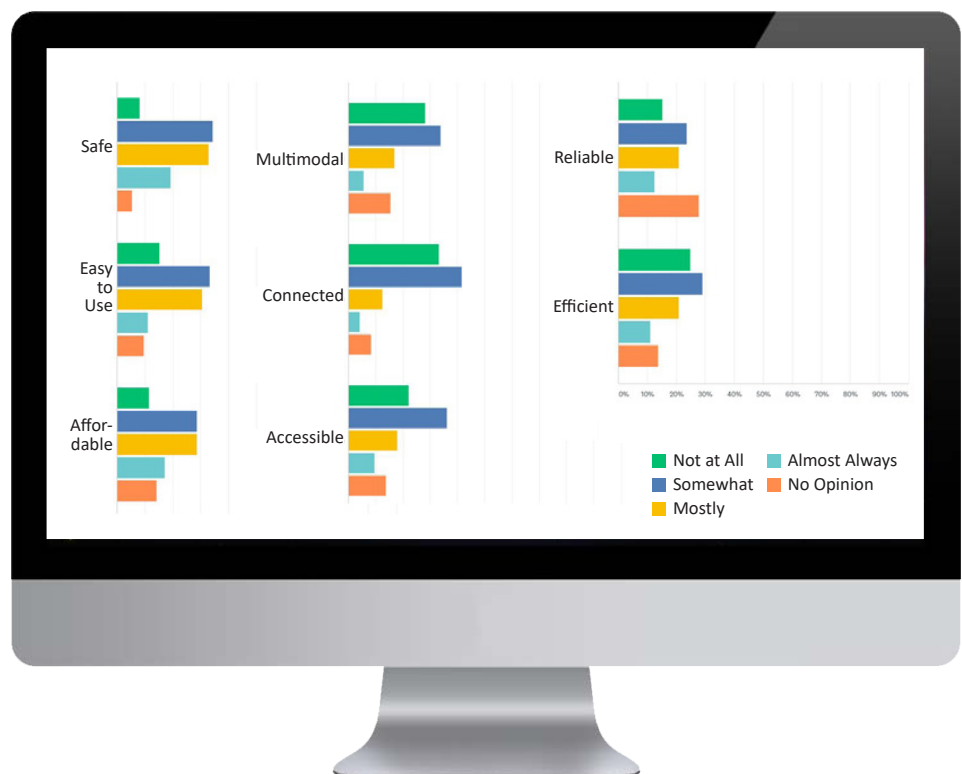 Safe
Easy
to
Use
Affor-
dable
Multimodal
Connected
Accessible
Reliable
Efficient
0% 10% 20% 30% 40% 50% 60% 70% 80% 90% 100%
Not at All
Somewhat
Mostly
Almost Always
No Opinion